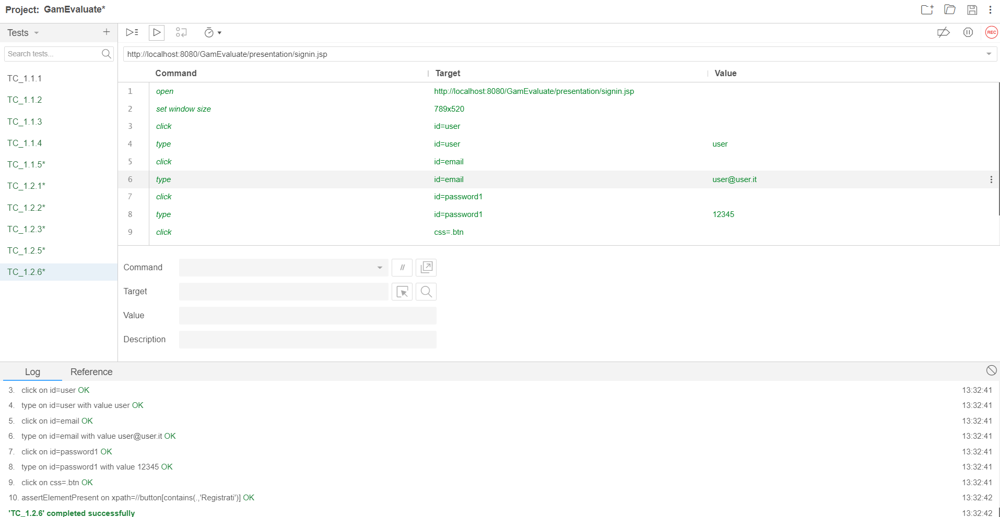 Project: GamEvaluate*
Tests
Search tests...
TC_1.1.1
TC_1.1.2
TC_1.1.3
TC_1.1.4
TC_1.1.5*
TC_1.2.1*
TC_1.2.2*
TC_1.2.3*
TC_1.2.5*
TC_1.2.6*
REC
http://localhost:8080/GamEvaluate/presentation/signin.jsp
Command Target Value
1 open http://localhost:8080/GamEvaluate/presentation/signin.jsp
2 set window size 789x520
3 click id=user
4 type id=user user
5 click id=email
6 type id=email user@user.it
7 click id=password1
8 type id=password1 12345
9 click css=.btn
Command //
Target
Value
Description
Log Reference
3. click on id=user OK 13:32:41
4. type on id=user with value user OK 13:32:41
5. click on id=email OK 13:32:41
6. type on id=email with value user@user.it OK 13:32:41
7. click on id=password1 OK 13:32:41
8. type on id=password1 with value 12345 OK 13:32:41
9. click on css=.btn OK 13:32:41
10. assertElementPresent on xpath=//button[contains(.,'Registrati')] OK 13:32:42
'TC_1.2.6' completed successfully 13:32:42